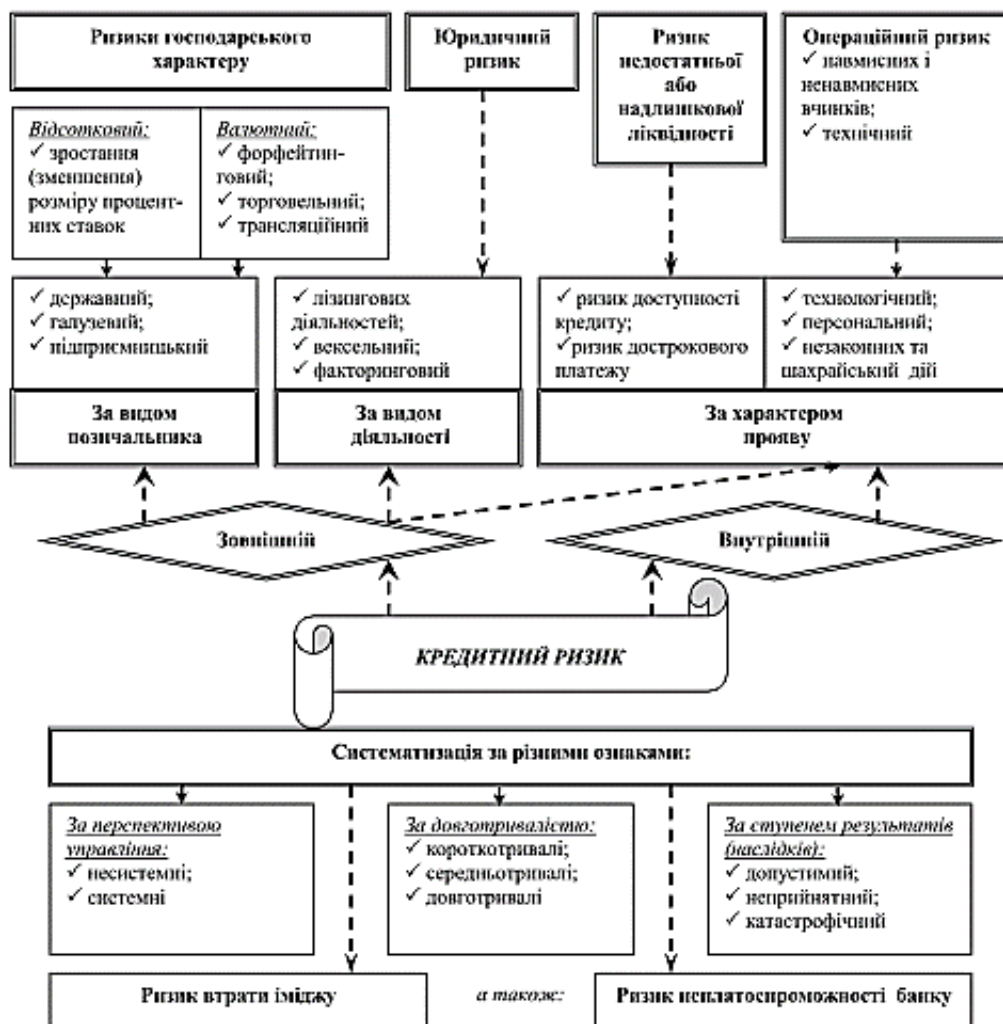 Ризики господарського
характеру
Юридичний
ризик
Ризик
недостатньої
або
надлишкової
ліквідності
Операційний ризик
✓ навмисних і
ненавмисних
вчинків;
✓ технічний
Відсотковий:
✓ зростання
(зменшення)
розміру процент-
них ставок
Валютний:
✓ форфейтин-
говий;
✓ торговельний;
✓ трансляційний
✓ державний;
✓ галузевий;
✓ підприємницький
✓ лізингових
діяльностей;
✓ вексельний;
✓ факторинговий
✓ ризик доступності
кредиту;
✓ ризик дострокового
платежу
✓ технологічний;
✓ персональний;
✓ незаконних та
шахрайський дій
За видом
позичальника
За видом
діяльності
За характером
прояву
Зовнішній
Внутрішній
КРЕДИТНИЙ РИЗИК
Систематизація за різними ознаками:
За перспективою
управління:
✓ несистемні;
✓ системні
За довготривалістю:
✓ короткотривалі;
✓ середньотривалі;
✓ довготривалі
За ступенем результатів
(наслідків):
✓ допустимий;
✓ неприйнятний;
✓ катастрофічний
Ризик втрати іміджу
а також:
Ризик неплатоспроможності банку